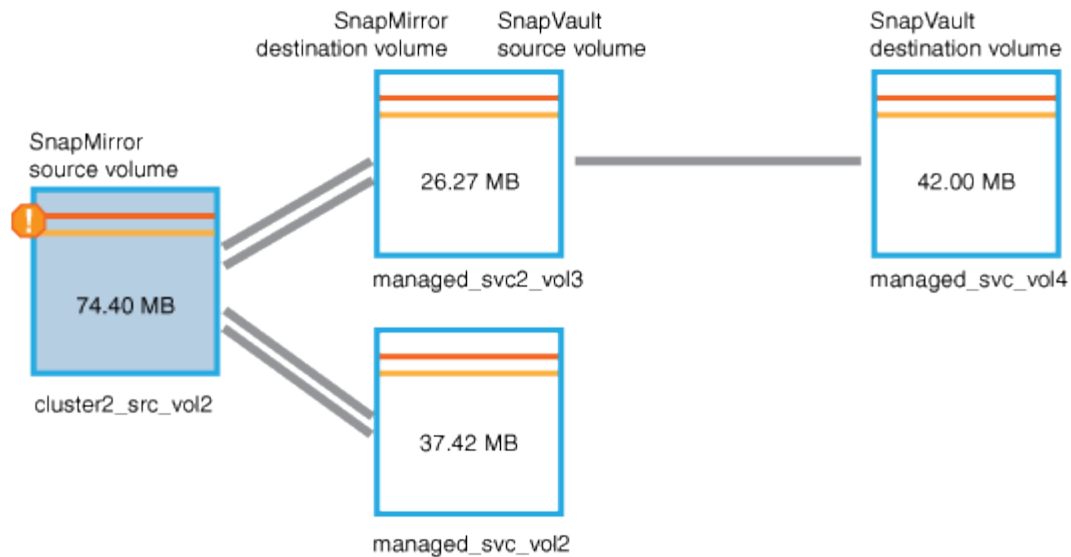 SnapMirror
destination volume
SnapVault
source volume
SnapVault
destination volume
SnapMirror
source volume
26.27 MB
42.00 MB
managed_svc2_vol3
managed_svc_vol4
!
74.40 MB
cluster2_src_vol2
37.42 MB
managed_svc_vol2